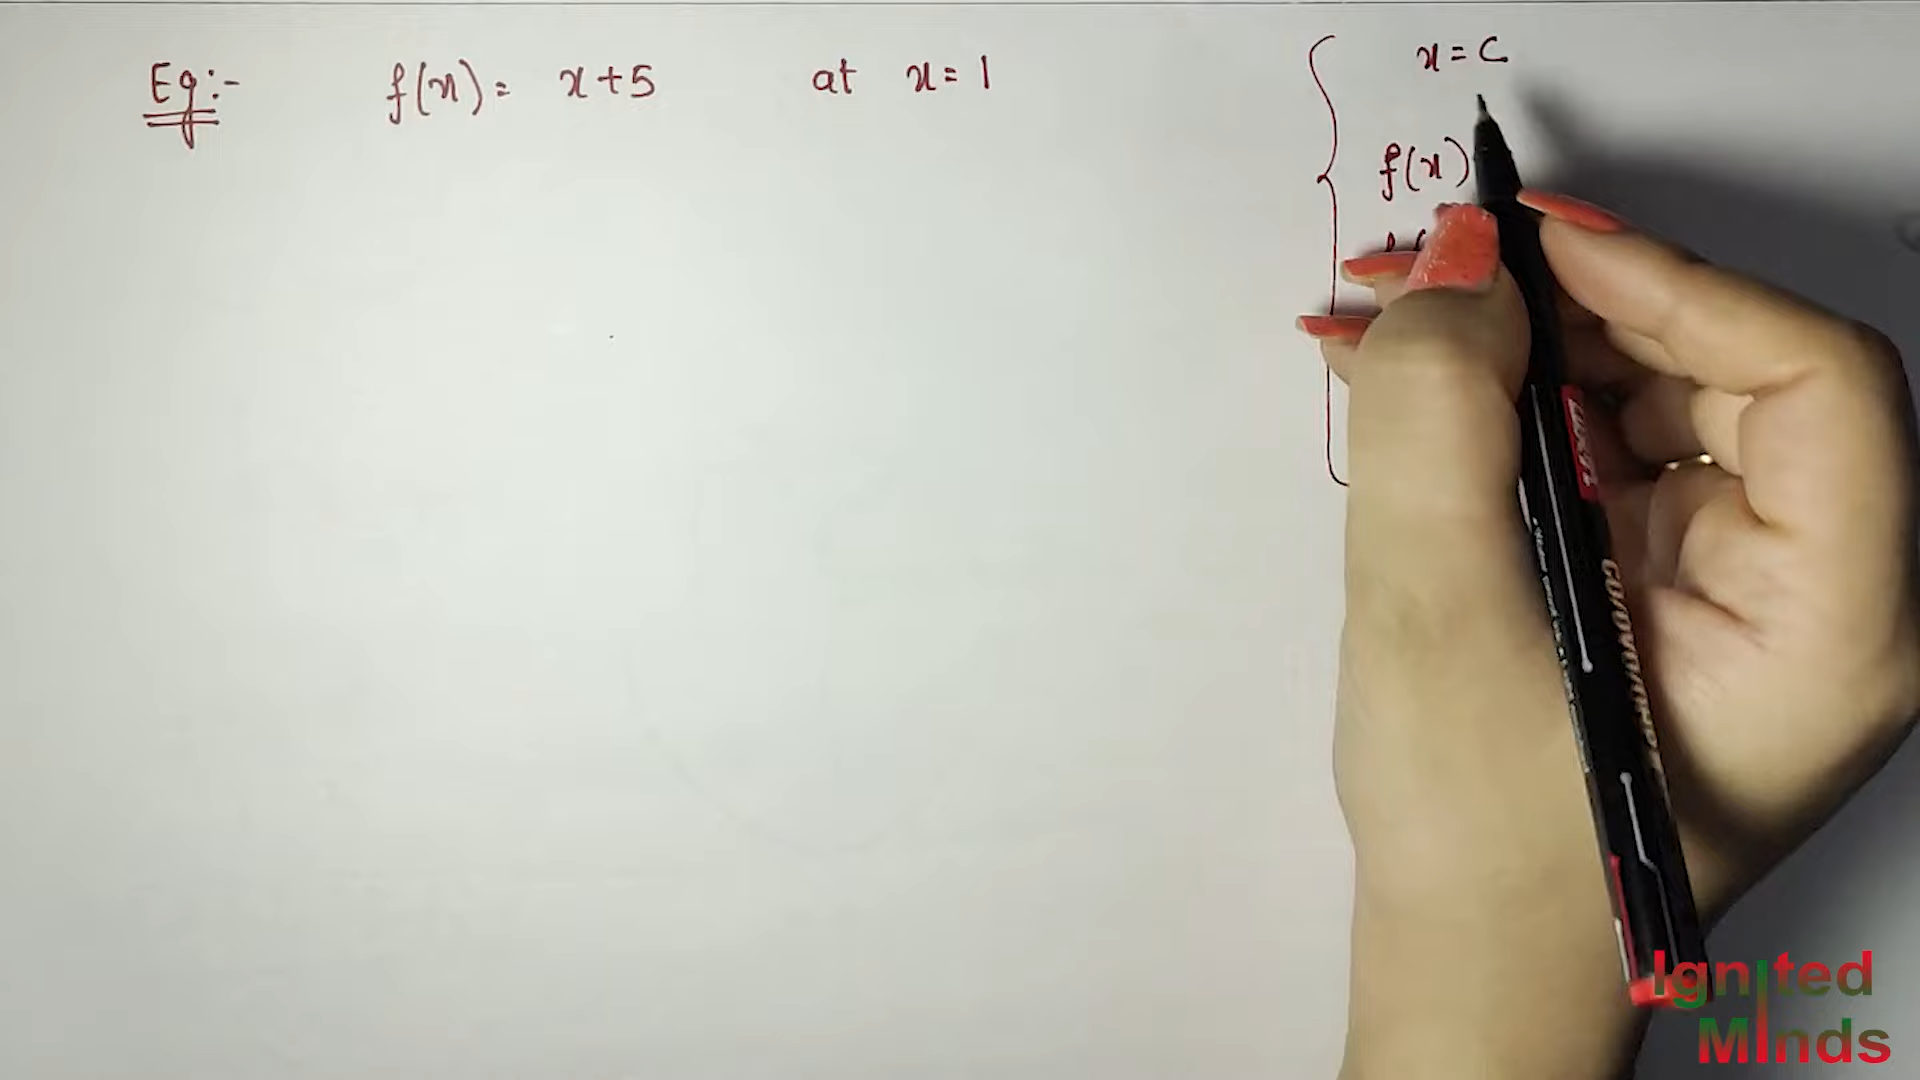 Eg:- f(x) = x+5 at x=1
x = c
f(x)
Ignited
Minds